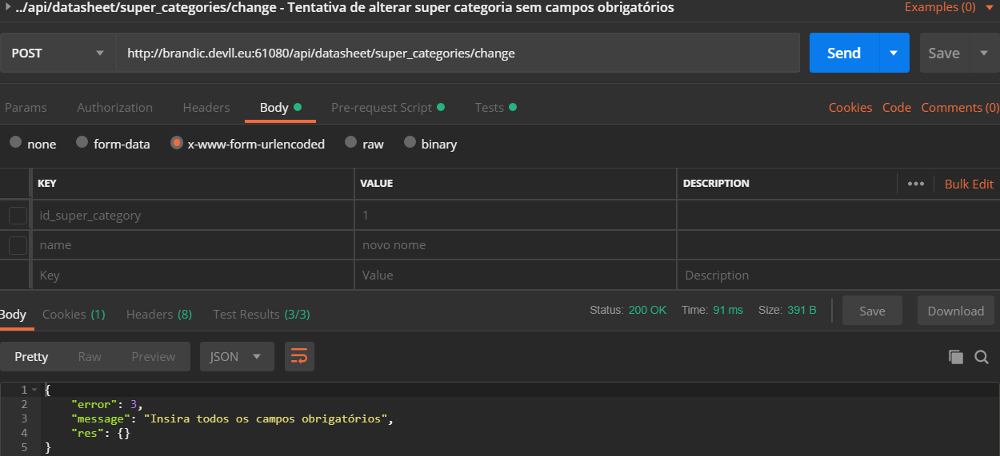 ../api/datasheet/super_categories/change - Tentativa de alterar super categoria sem campos obrigatórios Examples (0)
POST http://brandic.devll.eu:61080/api/datasheet/super_categories/change Send Save
Params Authorization Headers Body Pre-request Script Tests Cookies Code Comments (0)
none form-data x-www-form-urlencoded raw binary
KEY VALUE DESCRIPTION ••• Bulk Edit
id_super_category 1
name novo nome
Key Value Description
Body Cookies (1) Headers (8) Test Results (3/3) Status: 200 OK Time: 91 ms Size: 391 B Save Download
Pretty Raw Preview JSON
1 {
2 "error": 3,
3 "message": "Insira todos os campos obrigatórios",
4 "res": {}
5 }